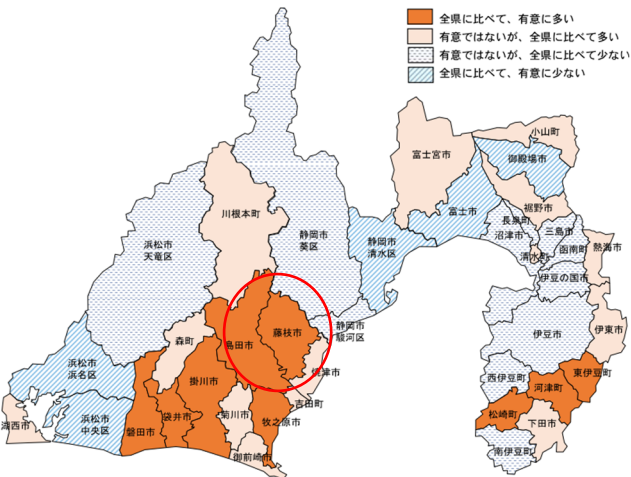 全県に比べて、有意に多い
有意ではないが、全県に比べて多い
有意ではないが、全県に比べて少ない
全県に比べて、有意に少ない
小山町
富士宮市
御殿場市
裾野市
富士市
長泉町
沼津市
三島市
函南町
熱海市
清水町
伊豆の国市
川根本町
静岡市
葵区
静岡市
清水区
浜松市
天竜区
静岡市
駿河区
藤枝市
島田市
森町
焼津市
伊豆市
伊東市
浜松市
浜名区
掛川市
西伊豆町
東伊豆町
河津町
吉田町
松崎町
湖西市
浜松市
中央区
磐田市
袋井市
菊川市
牧之原市
下田市
御前崎市
南伊豆町